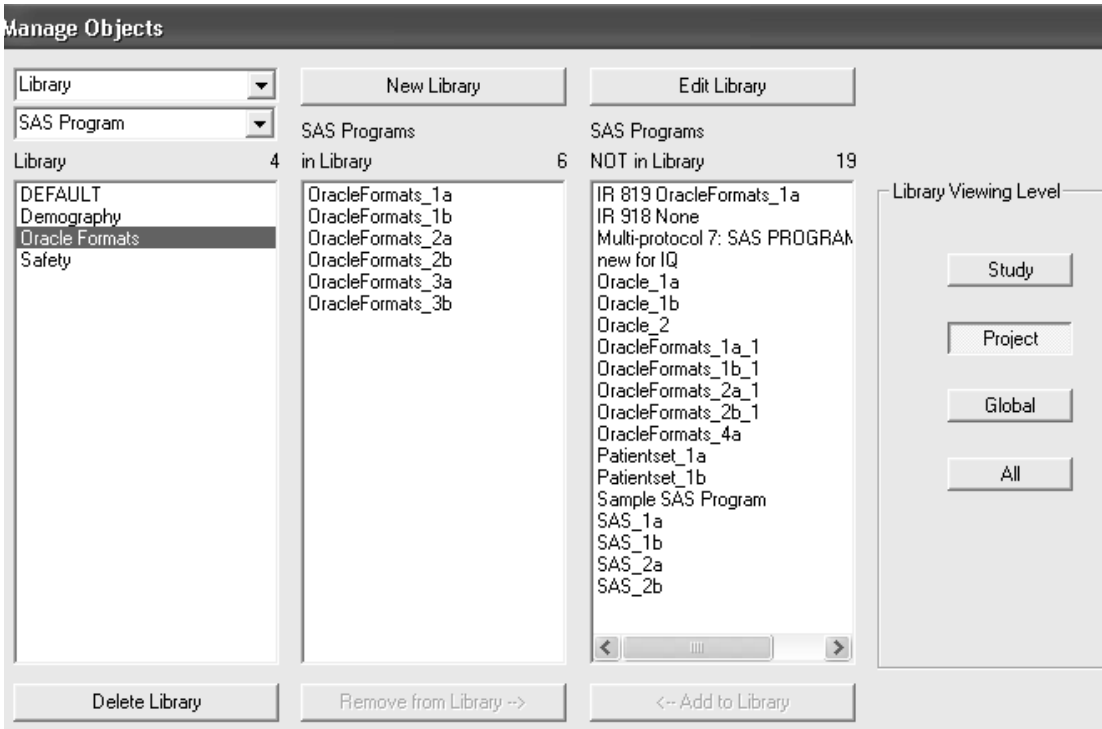 Manage Objects
Library
New Library
Edit Library
SAS Program
SAS Programs
SAS Programs
Library 4
in Library 6
NOT in Library 19
DEFAULT
Demography
Oracle Formats
Safety
OracleFormats_1a
OracleFormats_1b
OracleFormats_2a
OracleFormats_2b
OracleFormats_3a
OracleFormats_3b
IR 819 OracleFormats_1a
IR 918 None
Multi-protocol 7: SAS PROGRAM
new for IQ
Oracle_1a
Oracle_1b
Oracle_2
OracleFormats_1a_1
OracleFormats_1b_1
OracleFormats_2a_1
OracleFormats_2b_1
OracleFormats_4a
Patientset_1a
Patientset_1b
Sample SAS Program
SAS_1a
SAS_1b
SAS_2a
SAS_2b
Library Viewing Level
Study
Project
Global
All
Delete Library
Remove from Library -->
<-- Add to Library